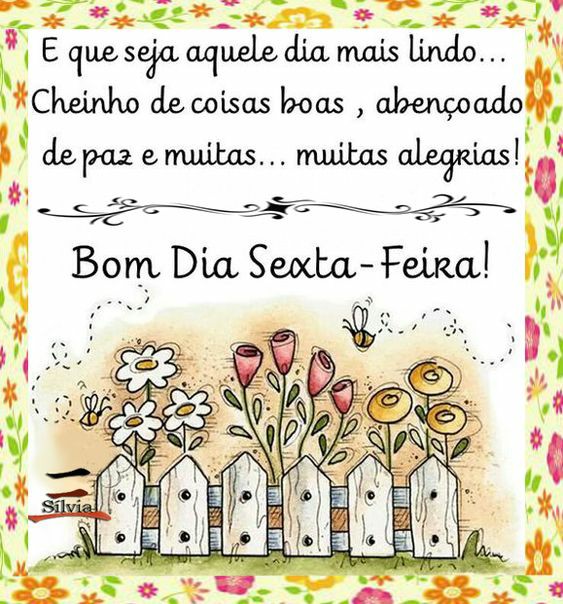 E que seja aquele dia mais lindo...
Cheinho de coisas boas , abençoado
de paz e muitas... muitas alegrias!
Bom Dia Sexta-Feira!
Silvia